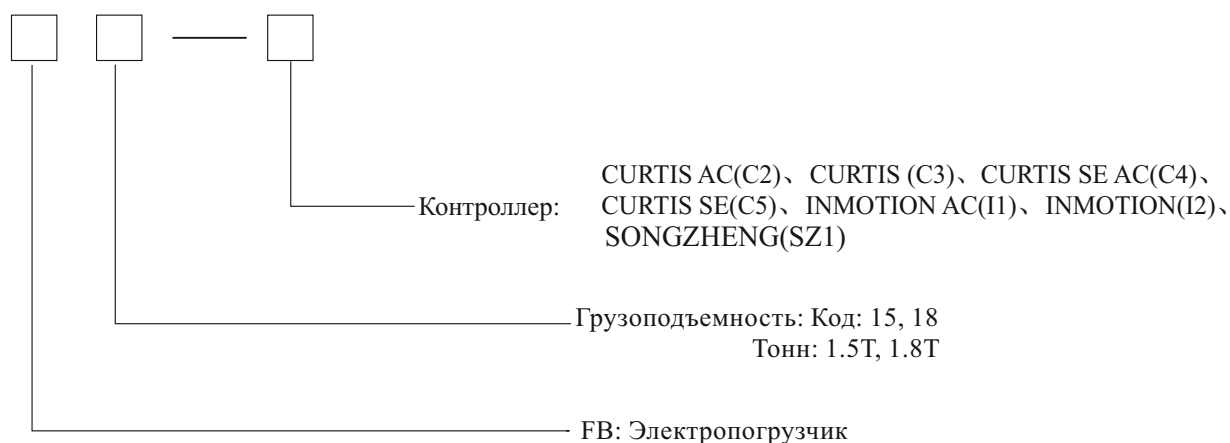 Контроллер: CURTIS AC(C2)、CURTIS (C3)、CURTIS SE AC(C4)、
CURTIS SE(C5)、INMOTION AC(I1)、INMOTION(I2)、
SONGZHENG(SZ1)
Грузоподъемность: Код: 15, 18
Тонн: 1.5T, 1.8T
FB: Электропогрузчик